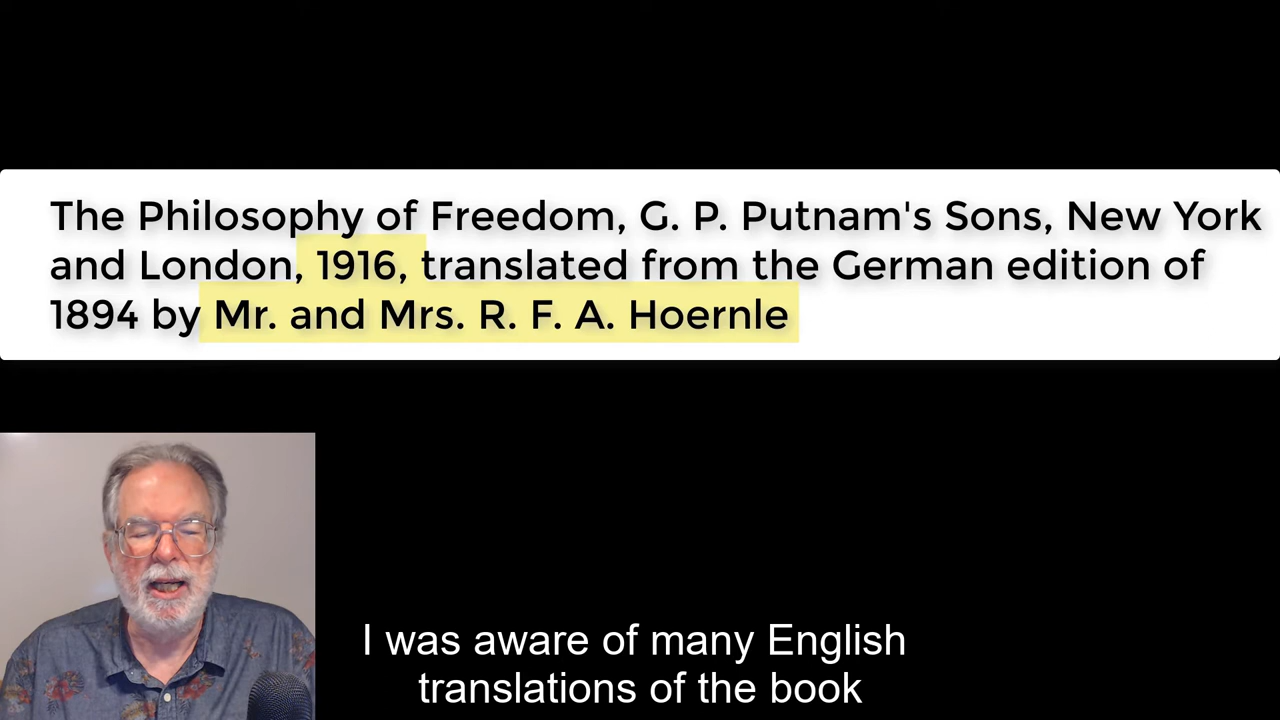 The Philosophy of Freedom, G. P. Putnam's Sons, New York
and London, 1916, translated from the German edition of
1894 by Mr. and Mrs. R. F. A. Hoernle
I was aware of many English
translations of the book